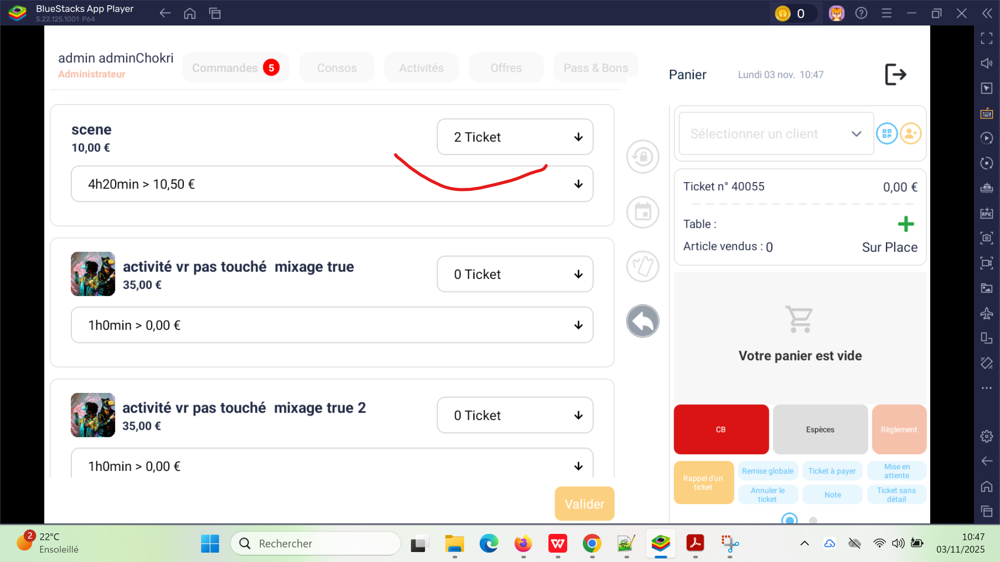 BlueStacks App Player
5.22.125.1001 P64
0
admin adminChokri
Administrateur
Commandes 5
Consos
Activités
Offres
Pass & Bons
Panier
Lundi 03 nov. 10:47
scene
10,00 €
2 Ticket
4h20min > 10,50 €
activité vr pas touché mixage true
35,00 €
0 Ticket
1h0min > 0,00 €
activité vr pas touché mixage true 2
35,00 €
0 Ticket
1h0min > 0,00 €
Valider
Sélectionner un client
Ticket n° 40055 0,00 €
Table :
Article vendus : 0 Sur Place
Votre panier est vide
CB
Espèces
Règlement
Rappel d'un
ticket
Remise globale
Ticket à payer
Mise en
attente
Annuler le
ticket
Note
Ticket sans
détail
2
22°C
Ensoleillé
Rechercher
10:47
03/11/2025